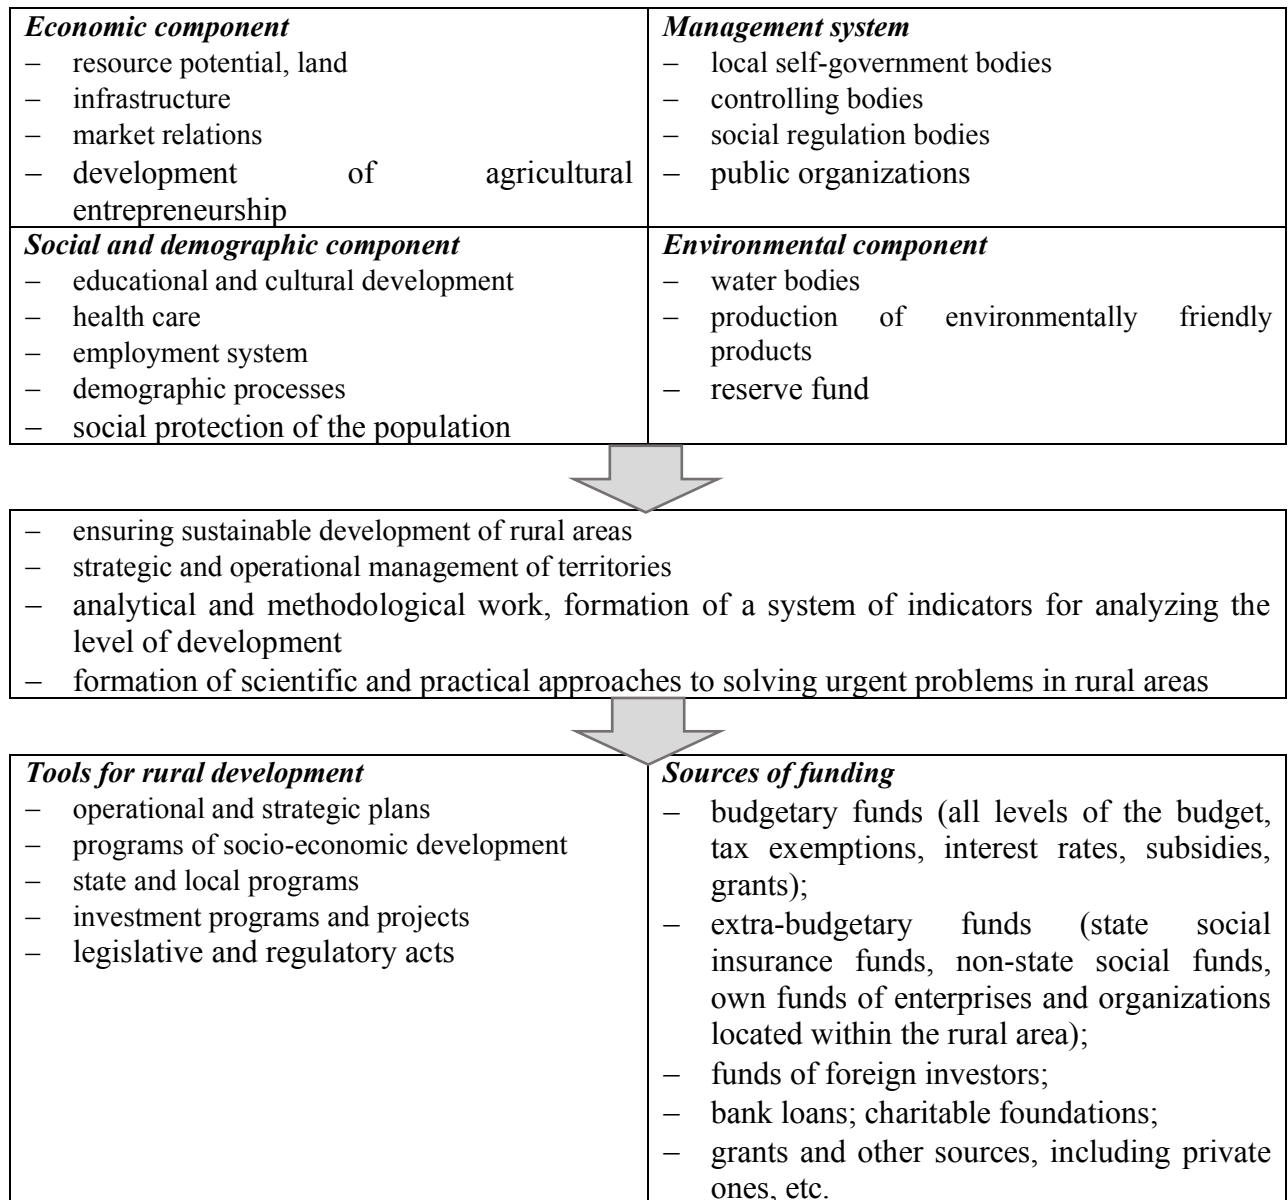 Economic component
– resource potential, land
– infrastructure
– market relations
– development of agricultural
entrepreneurship
Management system
– local self-government bodies
– controlling bodies
– social regulation bodies
– public organizations
Social and demographic component
– educational and cultural development
– health care
– employment system
– demographic processes
– social protection of the population
Environmental component
– water bodies
– production of environmentally friendly
products
– reserve fund
– ensuring sustainable development of rural areas
– strategic and operational management of territories
– analytical and methodological work, formation of a system of indicators for analyzing the
level of development
– formation of scientific and practical approaches to solving urgent problems in rural areas
Tools for rural development
– operational and strategic plans
– programs of socio-economic development
– state and local programs
– investment programs and projects
– legislative and regulatory acts
Sources of funding
– budgetary funds (all levels of the budget,
tax exemptions, interest rates, subsidies,
grants);
– extra-budgetary funds (state social
insurance funds, non-state social funds,
own funds of enterprises and organizations
located within the rural area);
– funds of foreign investors;
– bank loans; charitable foundations;
– grants and other sources, including private
ones, etc.